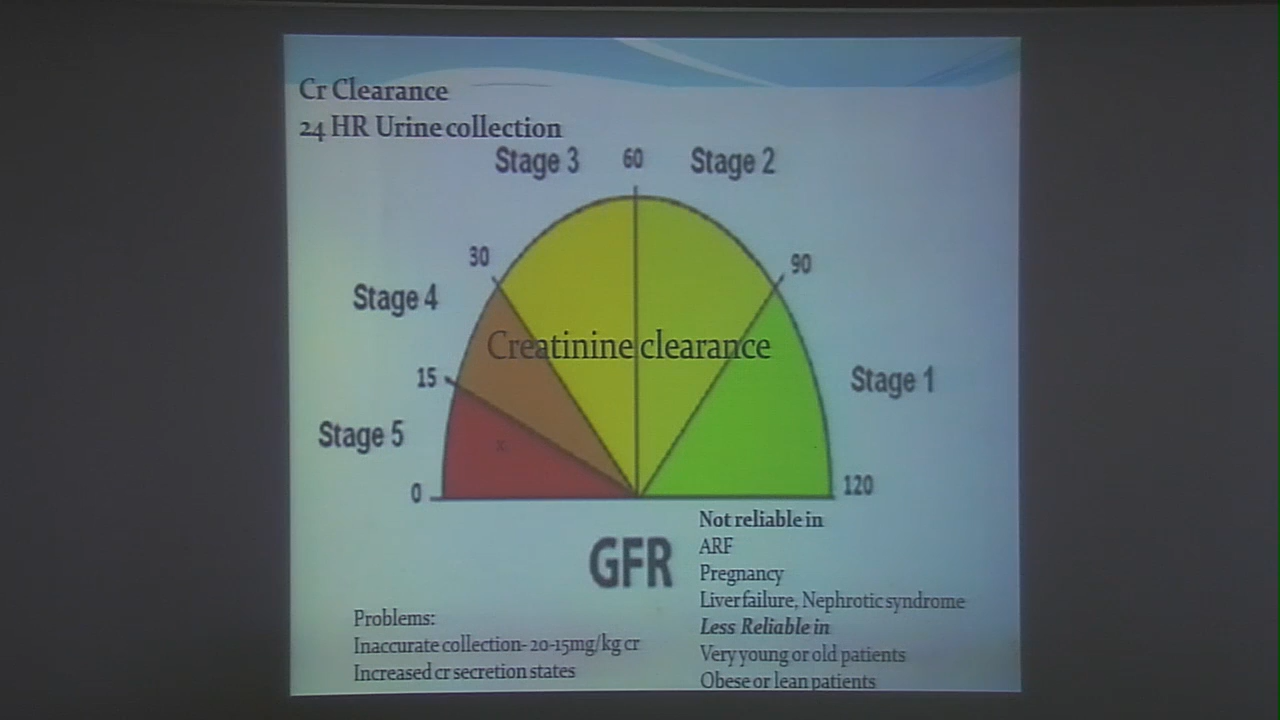 Cr Clearance
24 HR Urine collection
Stage 3
60
Stage 2
30
90
Stage 4
Creatinine clearance
15
Stage 1
Stage 5
0
120
GFR
Not reliable in
ARF
Pregnancy
Liver failure, Nephrotic syndrome
Less Reliable in
Very young or old patients
Obese or lean patients
Problems:
Inaccurate collection- 20-15mg/kg cr
Increased cr secretion states